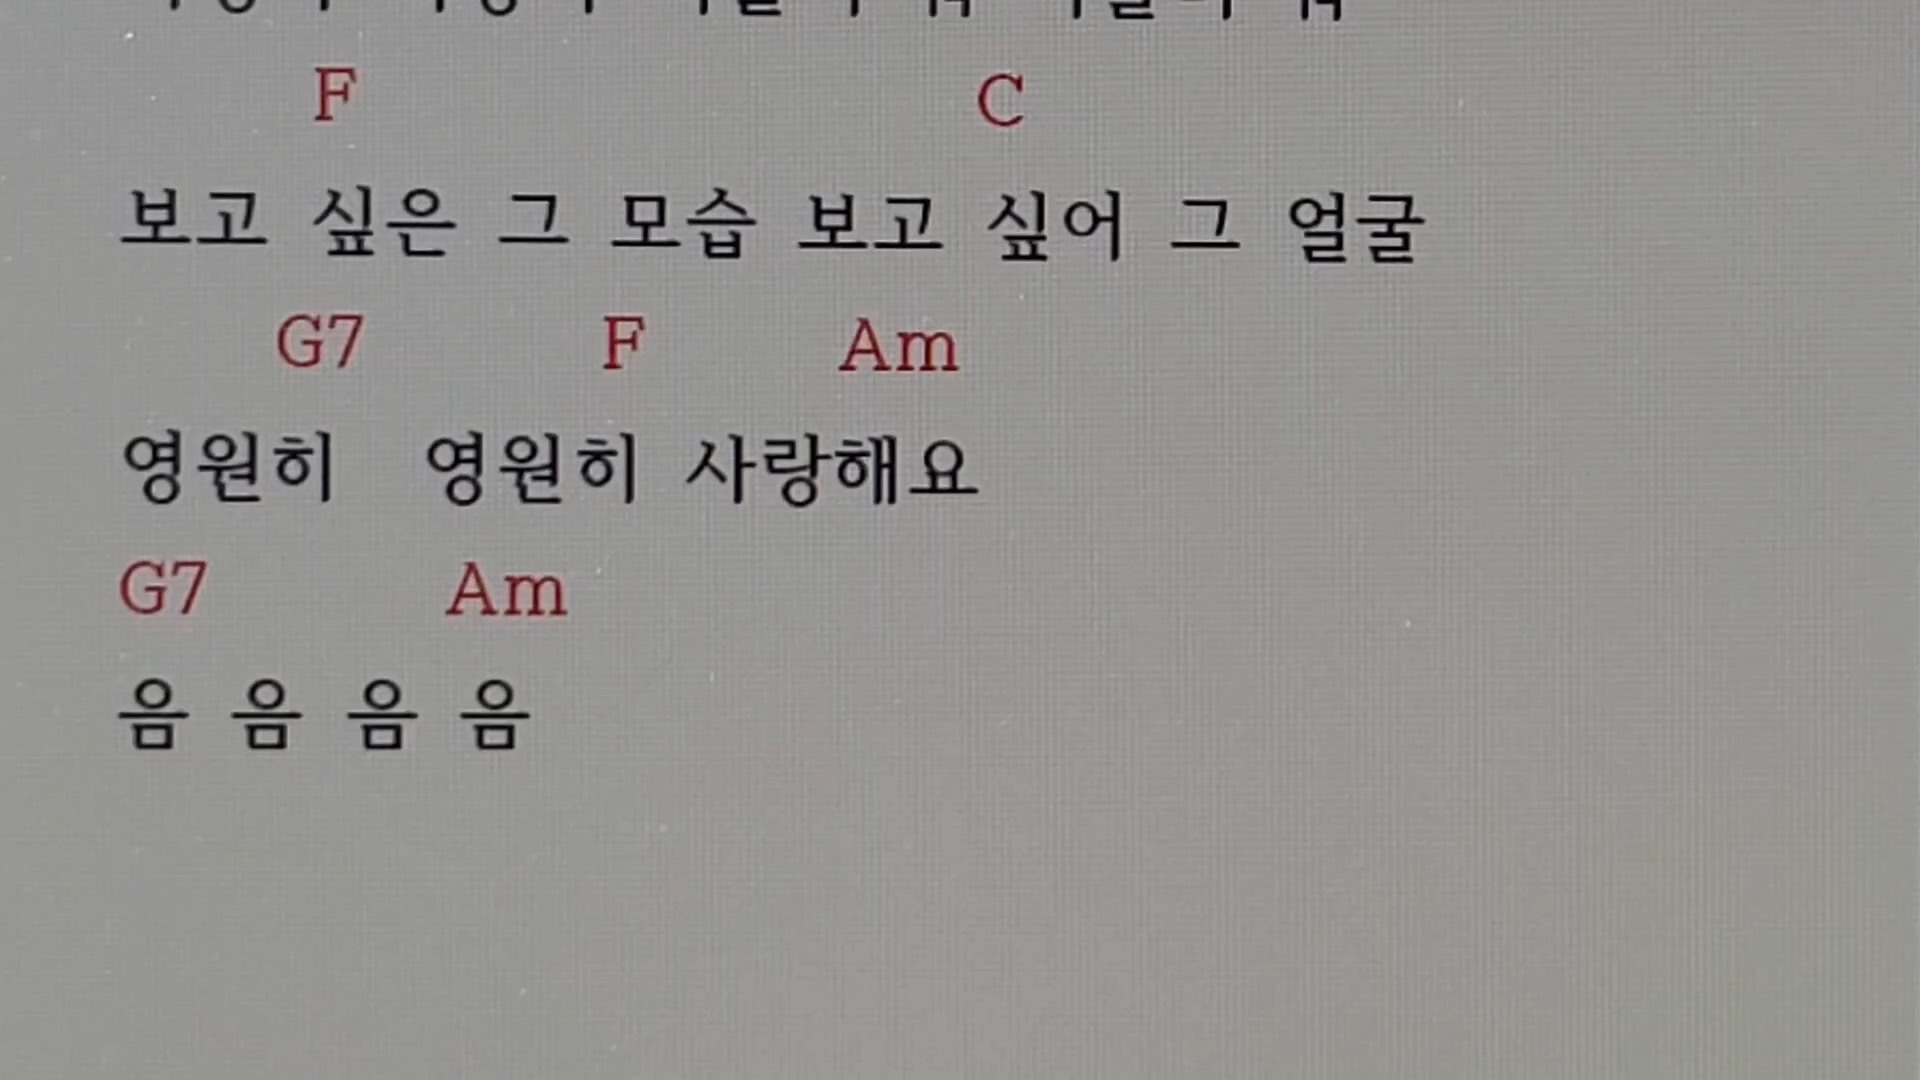 F C
보고 싶은 그 모습 보고 싶어 그 얼굴
G7 F Am
영원히 영원히 사랑해요
G7 Am
음 음 음 음